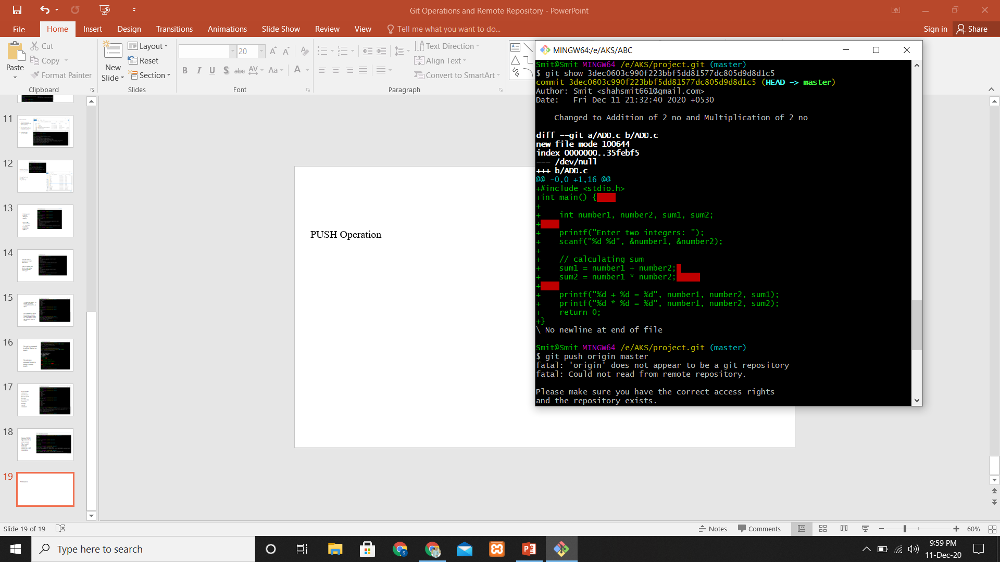 Git Operations and Remote Repository - PowerPoint
File
Home
Insert
Design
Transitions
Animations
Slide Show
Review
View
Tell me what you want to do...
Sign in
Share
Paste
Cut
Copy
Format Painter
Clipboard
New
Slide
Layout
Reset
Section
Slides
20
B I U S abc AV Aa A
Font
Text Direction
Align Text
Convert to SmartArt
Paragraph
11
12
13
14
15
16
17
18
19
PUSH Operation
MINGW64:/e/AKS/ABC
Smit@Smit MINGW64 /e/AKS/project.git (master)
$ git show 3dec0603c990f223bbf5dd81577dc805d9d8d1c5
commit 3dec0603c990f223bbf5dd81577dc805d9d8d1c5 (HEAD -> master)
Author: Smit <shahsmit661@gmail.com>
Date:   Fri Dec 11 21:32:40 2020 +0530
    Changed to Addition of 2 no and Multiplication of 2 no
diff --git a/ADD.c b/ADD.c
new file mode 100644
index 0000000..35febf5
--- /dev/null
+++ b/ADD.c
@@ -0,0 +1,16 @@
+#include <stdio.h>
+int main() {
+
+    int number1, number2, sum1, sum2;
+
+    printf("Enter two integers: ");
+    scanf("%d %d", &number1, &number2);
+
+    // calculating sum
+    sum1 = number1 + number2;
+    sum2 = number1 * number2;
+
+    printf("%d + %d = %d", number1, number2, sum1);
+    printf("%d * %d = %d", number1, number2, sum2);
+    return 0;
+}
\ No newline at end of file
Smit@Smit MINGW64 /e/AKS/project.git (master)
$ git push origin master
fatal: 'origin' does not appear to be a git repository
fatal: Could not read from remote repository.
Please make sure you have the correct access rights
and the repository exists.
Slide 19 of 19
Notes
Comments
60%
Type here to search
9:59 PM
11-Dec-20